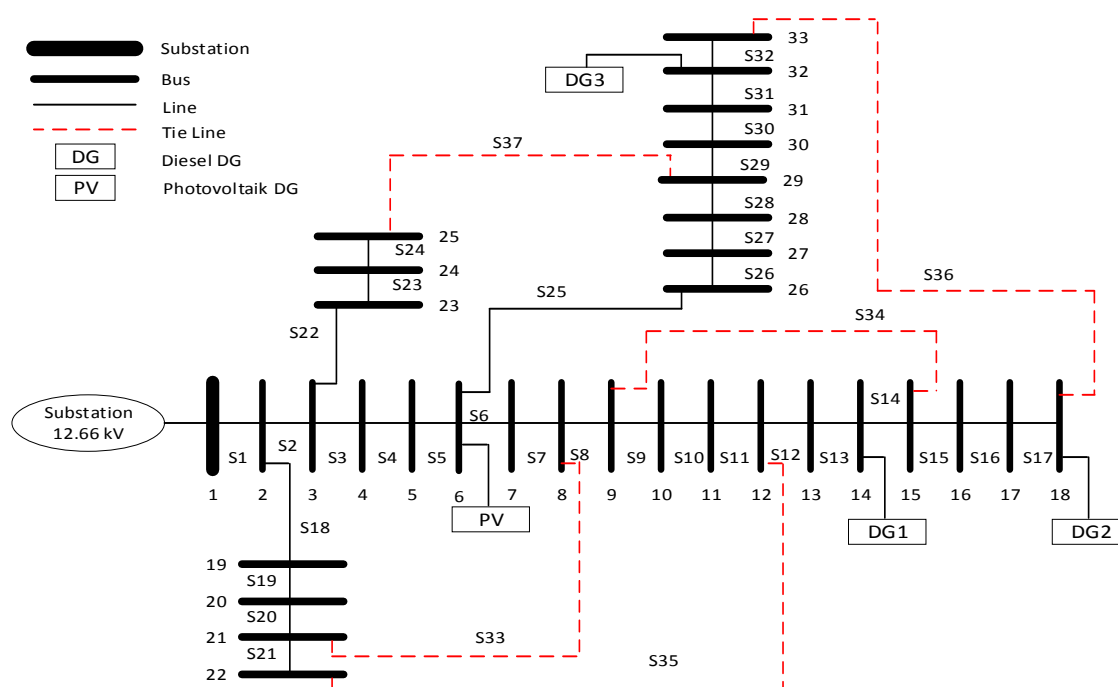 Substation
Bus
Line
Tie Line
DG
Diesel DG
PV
Photovoltaik DG
33
S32
DG3
32
S31
31
S30
30
S37
S29
29
S28
28
S27
27
S26
26
25
S24
24
S23
23
S25
S36
S22
S34
Substation
12.66 kV
S1
S2
S3
S4
S5
S6
S7
S8
S9
S10
S11
S12
S13
S14
S15
S16
S17
1
2
3
4
5
6
7
8
9
10
11
12
13
14
15
16
17
18
PV
DG1
DG2
S18
19
S19
20
S20
21
S33
S21
22
S35